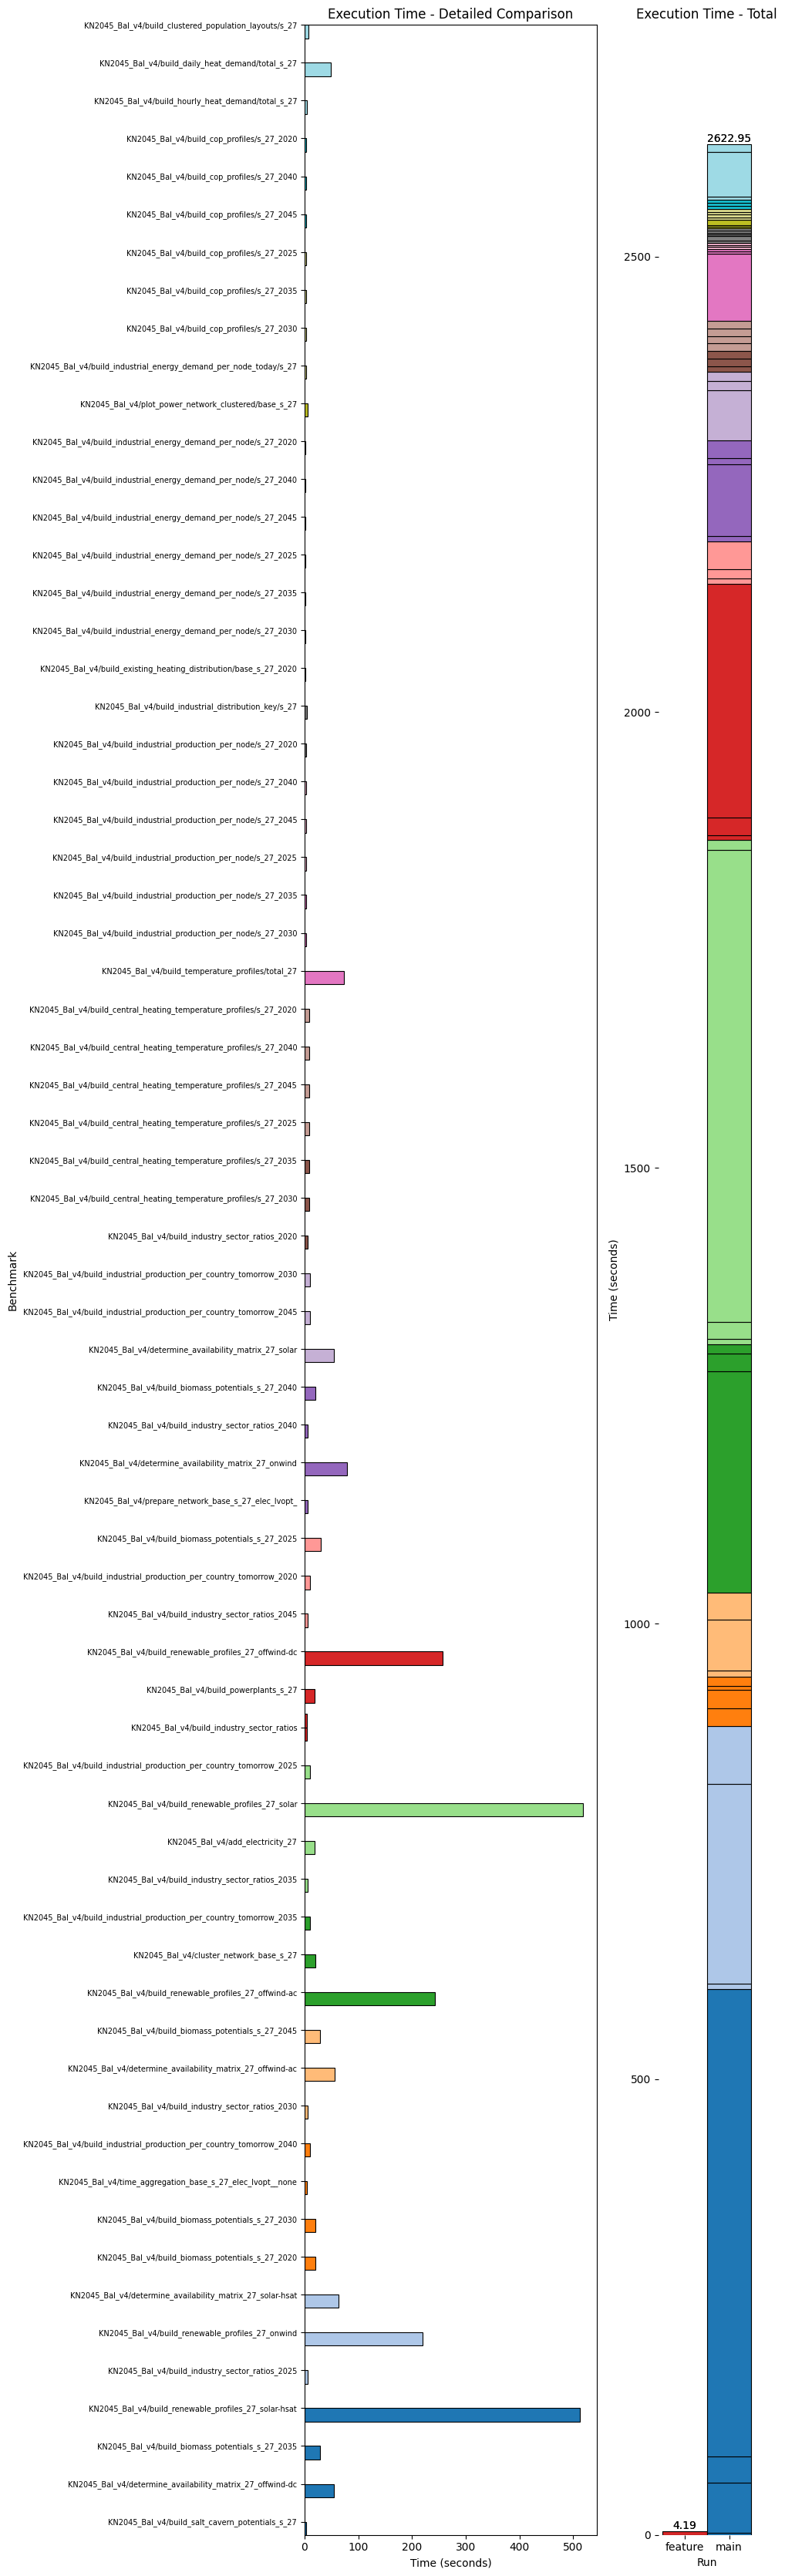 Execution Time - Detailed Comparison
Execution Time - Total
KN2045_Bal_v4/build_clustered_population_layouts/s_27
KN2045_Bal_v4/build_daily_heat_demand/total_s_27
KN2045_Bal_v4/build_hourly_heat_demand/total_s_27
KN2045_Bal_v4/build_cop_profiles/s_27_2020
KN2045_Bal_v4/build_cop_profiles/s_27_2040
KN2045_Bal_v4/build_cop_profiles/s_27_2045
KN2045_Bal_v4/build_cop_profiles/s_27_2025
KN2045_Bal_v4/build_cop_profiles/s_27_2035
KN2045_Bal_v4/build_cop_profiles/s_27_2030
KN2045_Bal_v4/build_industrial_energy_demand_per_node_today/s_27
KN2045_Bal_v4/plot_power_network_clustered/base_s_27
KN2045_Bal_v4/build_industrial_energy_demand_per_node/s_27_2020
KN2045_Bal_v4/build_industrial_energy_demand_per_node/s_27_2040
KN2045_Bal_v4/build_industrial_energy_demand_per_node/s_27_2045
KN2045_Bal_v4/build_industrial_energy_demand_per_node/s_27_2025
KN2045_Bal_v4/build_industrial_energy_demand_per_node/s_27_2035
KN2045_Bal_v4/build_industrial_energy_demand_per_node/s_27_2030
KN2045_Bal_v4/build_existing_heating_distribution/base_s_27_2020
KN2045_Bal_v4/build_industrial_distribution_key/s_27
KN2045_Bal_v4/build_industrial_production_per_node/s_27_2020
KN2045_Bal_v4/build_industrial_production_per_node/s_27_2040
KN2045_Bal_v4/build_industrial_production_per_node/s_27_2045
KN2045_Bal_v4/build_industrial_production_per_node/s_27_2025
KN2045_Bal_v4/build_industrial_production_per_node/s_27_2035
KN2045_Bal_v4/build_industrial_production_per_node/s_27_2030
KN2045_Bal_v4/build_temperature_profiles/total_27
KN2045_Bal_v4/build_central_heating_temperature_profiles/s_27_2020
KN2045_Bal_v4/build_central_heating_temperature_profiles/s_27_2040
KN2045_Bal_v4/build_central_heating_temperature_profiles/s_27_2045
KN2045_Bal_v4/build_central_heating_temperature_profiles/s_27_2025
KN2045_Bal_v4/build_central_heating_temperature_profiles/s_27_2035
KN2045_Bal_v4/build_central_heating_temperature_profiles/s_27_2030
KN2045_Bal_v4/build_industry_sector_ratios_2020
KN2045_Bal_v4/build_industrial_production_per_country_tomorrow_2030
KN2045_Bal_v4/build_industrial_production_per_country_tomorrow_2045
KN2045_Bal_v4/determine_availability_matrix_27_solar
KN2045_Bal_v4/build_biomass_potentials_s_27_2040
KN2045_Bal_v4/build_industry_sector_ratios_2040
KN2045_Bal_v4/determine_availability_matrix_27_onwind
KN2045_Bal_v4/prepare_network_base_s_27_elec_lvopt_
KN2045_Bal_v4/build_biomass_potentials_s_27_2025
KN2045_Bal_v4/build_industrial_production_per_country_tomorrow_2020
KN2045_Bal_v4/build_industry_sector_ratios_2045
KN2045_Bal_v4/build_renewable_profiles_27_offwind-dc
KN2045_Bal_v4/build_powerplants_s_27
KN2045_Bal_v4/build_industry_sector_ratios
KN2045_Bal_v4/build_industrial_production_per_country_tomorrow_2025
KN2045_Bal_v4/build_renewable_profiles_27_solar
KN2045_Bal_v4/add_electricity_27
KN2045_Bal_v4/build_industry_sector_ratios_2035
KN2045_Bal_v4/build_industrial_production_per_country_tomorrow_2035
KN2045_Bal_v4/cluster_network_base_s_27
KN2045_Bal_v4/build_renewable_profiles_27_offwind-ac
KN2045_Bal_v4/build_biomass_potentials_s_27_2045
KN2045_Bal_v4/determine_availability_matrix_27_offwind-ac
KN2045_Bal_v4/build_industry_sector_ratios_2030
KN2045_Bal_v4/build_industrial_production_per_country_tomorrow_2040
KN2045_Bal_v4/time_aggregation_base_s_27_elec_lvopt__none
KN2045_Bal_v4/build_biomass_potentials_s_27_2030
KN2045_Bal_v4/build_biomass_potentials_s_27_2020
KN2045_Bal_v4/determine_availability_matrix_27_solar-hsat
KN2045_Bal_v4/build_renewable_profiles_27_onwind
KN2045_Bal_v4/build_industry_sector_ratios_2025
KN2045_Bal_v4/build_renewable_profiles_27_solar-hsat
KN2045_Bal_v4/build_biomass_potentials_s_27_2035
KN2045_Bal_v4/determine_availability_matrix_27_offwind-dc
KN2045_Bal_v4/build_salt_cavern_potentials_s_27
Benchmark
0 100 200 300 400 500
Time (seconds)
2622.95
2500
2000
1500
1000
500
0
Time (seconds)
4.19
feature main
Run